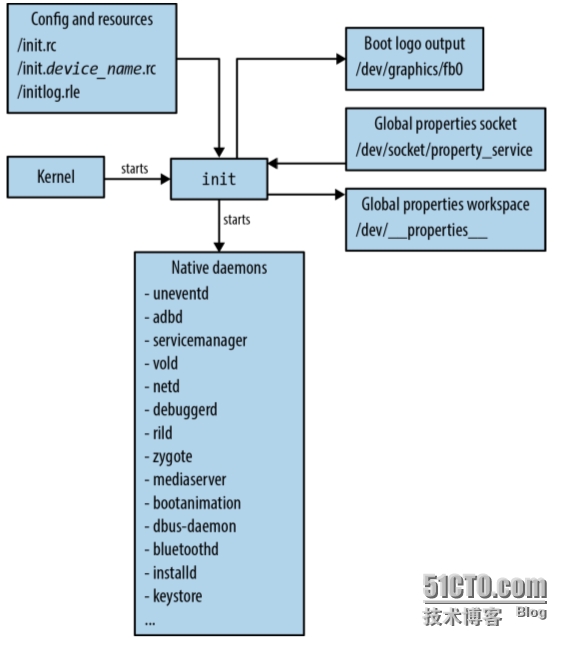 Config and resources
/init.rc
/init.device_name.rc
/initlog.rle
Boot logo output
/dev/graphics/fb0
Global properties socket
/dev/socket/property_service
Kernel
starts
init
Global properties workspace
/dev/__properties__
starts
Native daemons
- uneventd
- adbd
- servicemanager
- vold
- netd
- debuggerd
- rild
- zygote
- mediaserver
- bootanimation
- dbus-daemon
- bluetoothd
- installd
- keystore
...
51CTO.com
技术博客 Blog